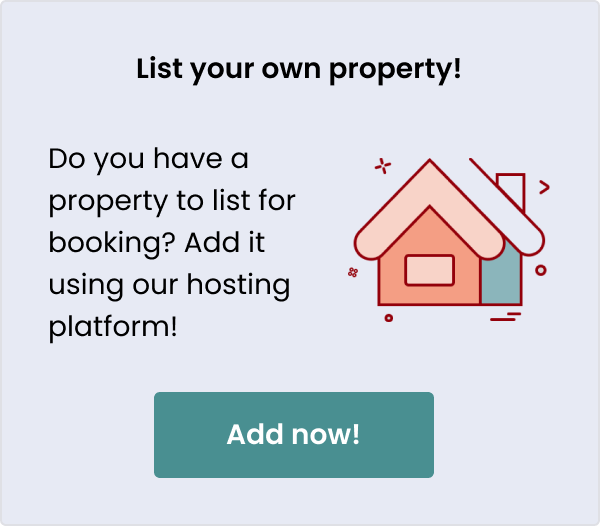 List your own property!
Do you have a
property to list for
booking? Add it
using our hosting
platform!
Add now!